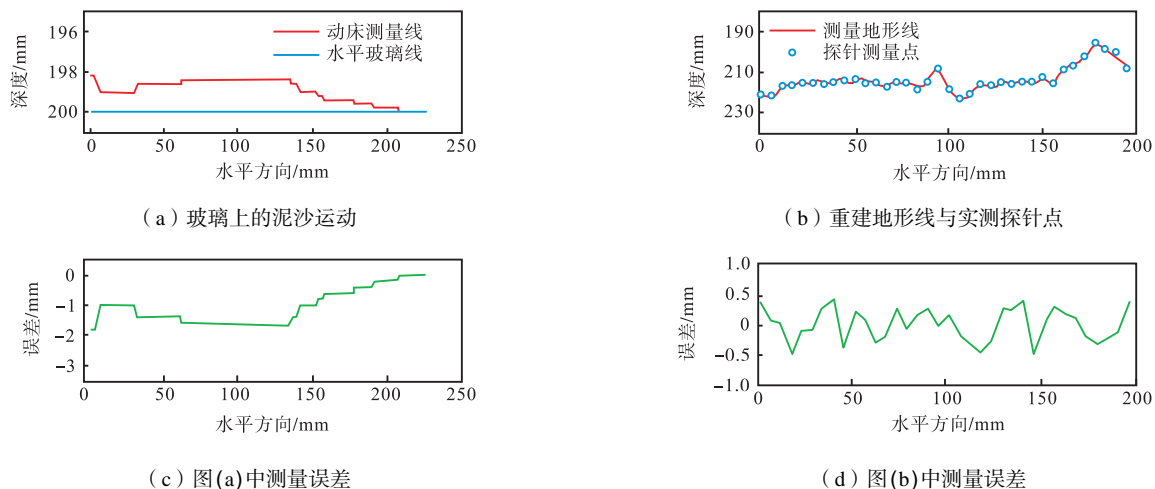 195
198
200
深度/mm
动床测量线
水平玻璃线
0
50
100
150
200
250
水平方向/mm
(a)玻璃上的泥沙运动
190
210
230
深度/mm
测量地形线
探针测量点
0
50
100
150
200
水平方向/mm
(b)重建地形线与实测探针点
0
−1
−2
−3
误差/mm
0
50
100
150
200
250
水平方向/mm
(c)图(a)中测量误差
1.0
0.5
0
−0.5
−1.0
误差/mm
0
50
100
150
200
水平方向/mm
(d)图(b)中测量误差